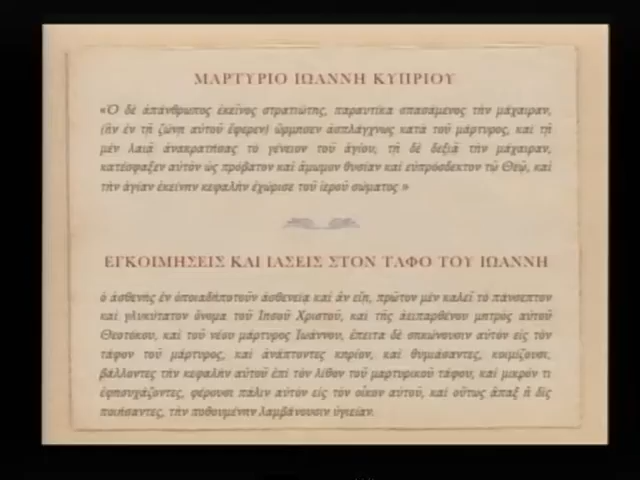 ΜΑΡΤΥΡΙΟ ΙΩΑΝΝΗ ΚΥΠΡΙΟΥ
«Ὁ δὲ ἀπάνθρωπος ἐκεῖνος στρατιώτης, παραυτίκα σπασάμενος τὴν μάχαιραν,
(ἣν ἐν τῇ ζώνῃ αὐτοῦ ἔφερεν) ὥρμησεν ἀσπλάγχνως κατὰ τοῦ μάρτυρος, καὶ τῇ
μὲν λαιᾷ ἀνακρατήσας τὸ γένειον τοῦ ἁγίου, τῇ δὲ δεξιᾷ τὴν μάχαιραν,
κατέσφαξεν αὐτὸν ὡς πρόβατον καὶ ἄμωμον θυσίαν καὶ εὐπρόσδεκτον τῷ Θεῷ, καὶ
τὴν ἁγίαν ἐκείνην κεφαλὴν ἐχώρισε τοῦ ἱεροῦ σώματος »
ΕΓΚΟΙΜΗΣΕΙΣ ΚΑΙ ΙΑΣΕΙΣ ΣΤΟΝ ΤΑΦΟ ΤΟΥ ΙΩΑΝΝΗ
ὁ ἀσθενὴς ἐν ὁποιαδήποτοῦν ἀσθενείᾳ καὶ ἂν εἴη, πρῶτον μὲν καλεῖ τὸ πάνσεπτον
καὶ γλυκύτατον ὄνομα τοῦ Ἰησοῦ Χριστοῦ, καὶ τῆς ἀειπαρθένου μητρὸς αὐτοῦ
Θεοτόκου, καὶ τοῦ νέου μάρτυρος Ἰωάννου, ἔπειτα δὲ σηκώνουσιν αὐτὸν εἰς τὸν
τάφον τοῦ μάρτυρος, καὶ ἀνάπτοντες κηρίον, καὶ θυμιάσαντες, κοιμίζουσι,
βάλλοντες τὴν κεφαλὴν αὐτοῦ ἐπὶ τὸν λίθον τοῦ μαρτυρικοῦ τάφου, καὶ μικρόν τι
ἐφησυχάζοντες, φέρουσι πάλιν αὐτὸν εἰς τὸν οἶκον αὐτοῦ, καὶ οὕτως ἅπαξ ἢ δὶς
ποιήσαντες, τὴν ποθουμένην λαμβάνουσιν ὑγιείαν.